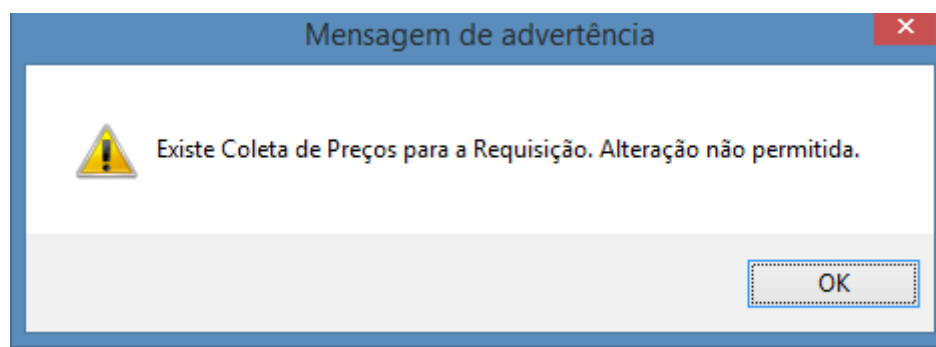 Mensagem de advertência
Existe Coleta de Preços para a Requisição. Alteração não permitida.
OK